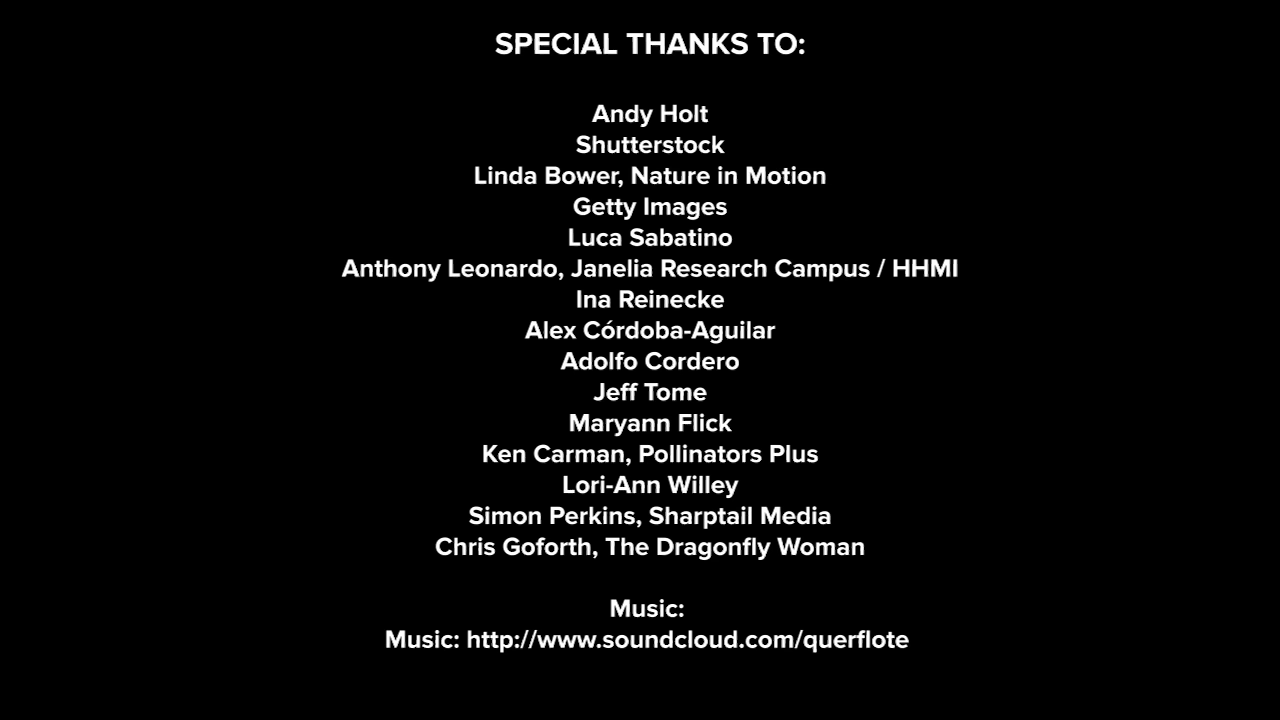 SPECIAL THANKS TO:
Andy Holt
Shutterstock
Linda Bower, Nature in Motion
Getty Images
Luca Sabatino
Anthony Leonardo, Janelia Research Campus / HHMI
Ina Reinecke
Alex Córdoba-Aguilar
Adolfo Cordero
Jeff Tome
Maryann Flick
Ken Carman, Pollinators Plus
Lori-Ann Willey
Simon Perkins, Sharptail Media
Chris Goforth, The Dragonfly Woman
Music:
Music: http://www.soundcloud.com/querflote